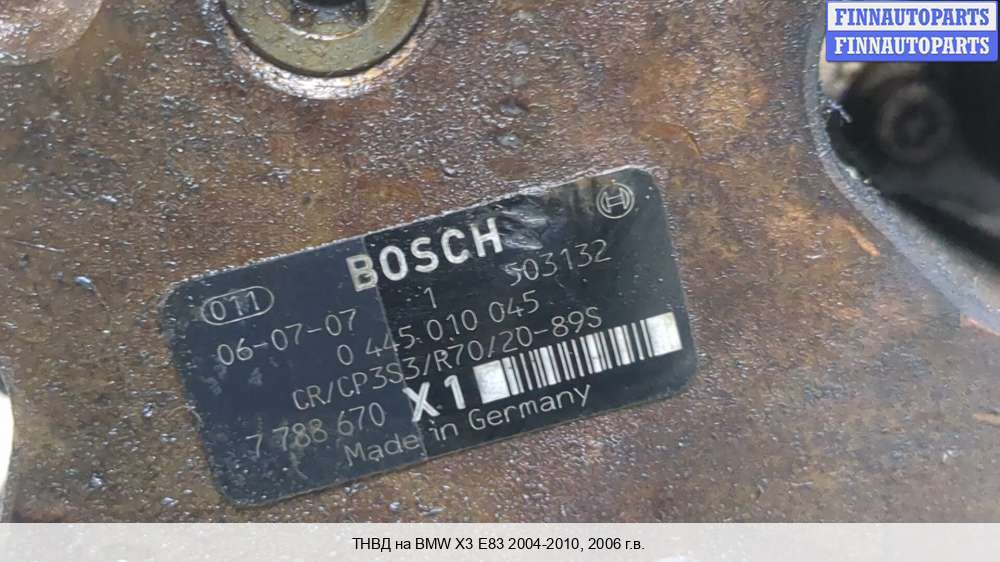 FINNAUTOPARTS
FINNAUTOPARTS
BOSCH
011
1 503132
06-07-07
0 445 010 045
CR/CP3S3/R70/20-89S
7 788 670 X1
Made in Germany
ТНВД на BMW X3 E83 2004-2010, 2006 г.в.